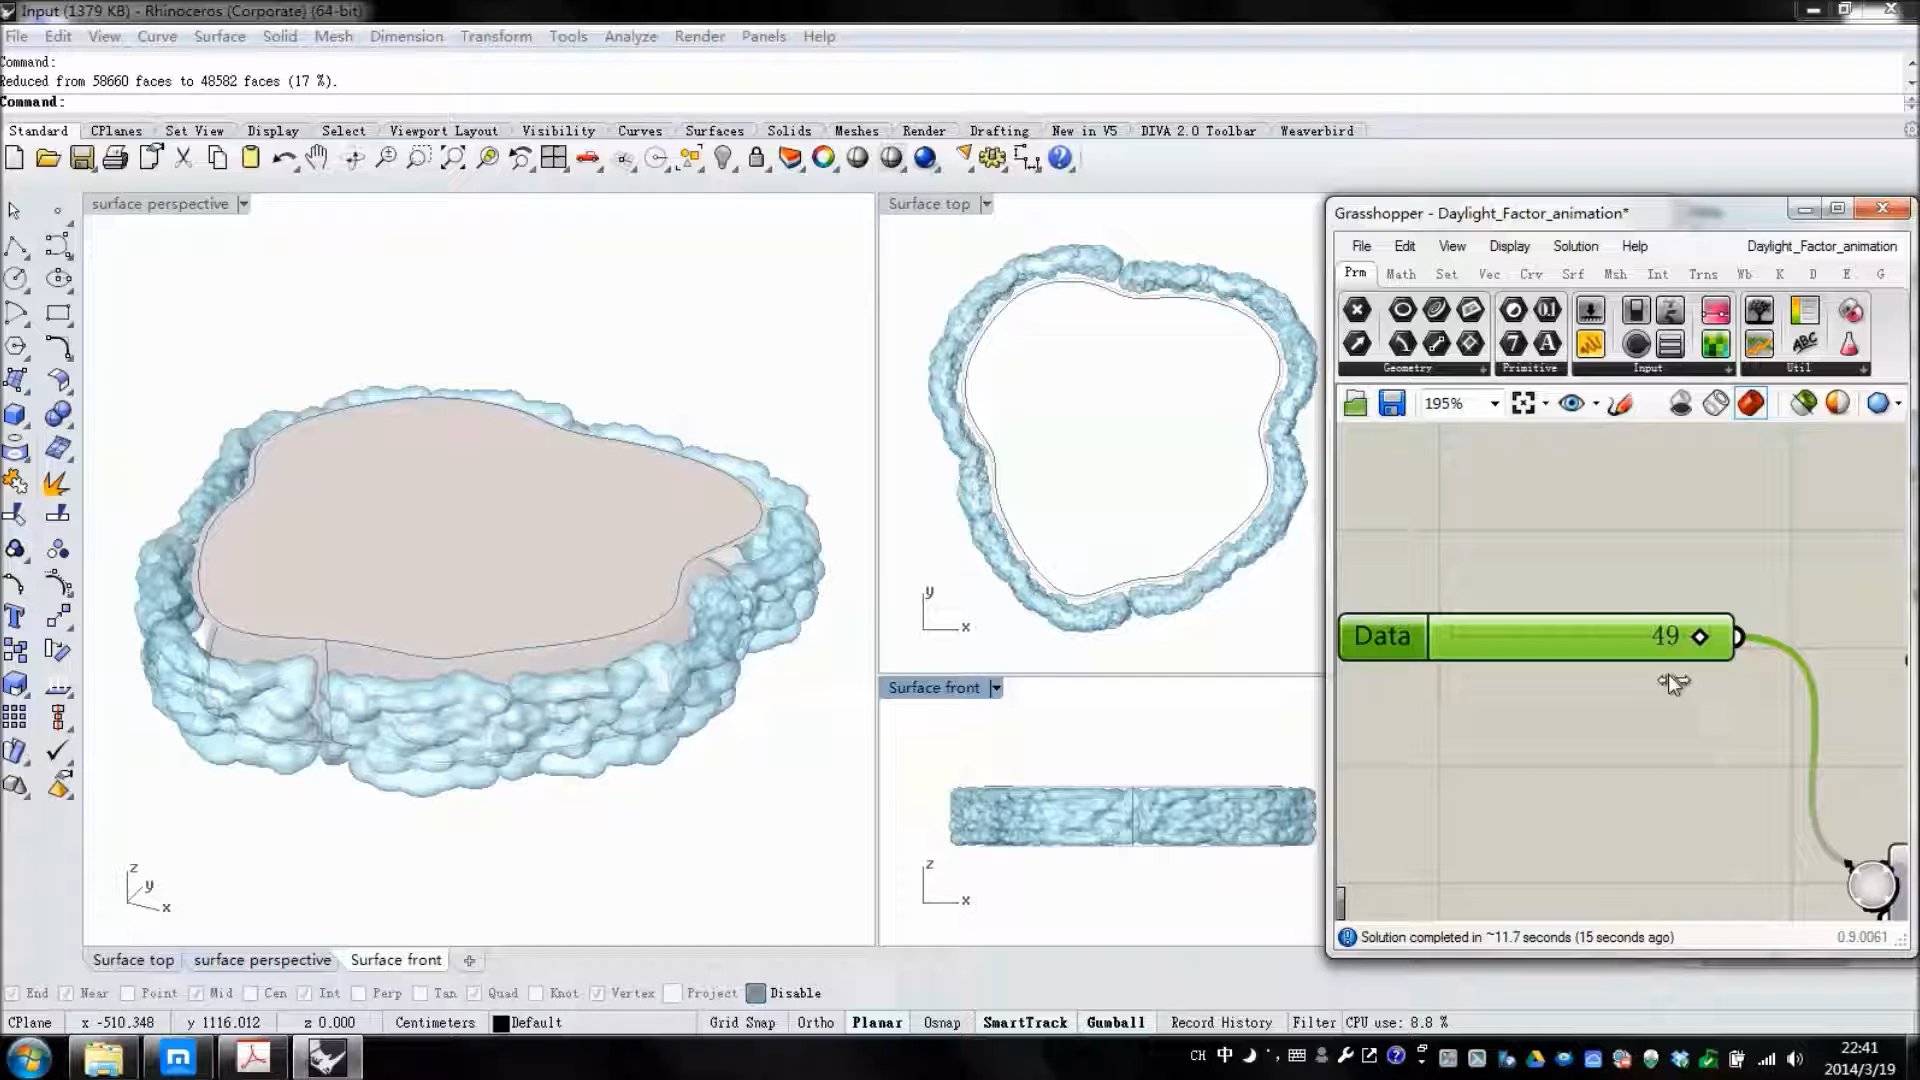 Input (1379 KB) - Rhinoceros (Corporate) (64-bit)
File Edit View Curve Surface Solid Mesh Dimension Transform Tools Analyze Render Panels Help
Command:
Reduced from 58660 faces to 48582 faces (17 %).
Command:
Standard CPlanes Set View Display Select Viewport Layout Visibility Curves Surfaces Solids Meshes Render Drafting New in V5 DIVA 2.0 Toolbar Weaverbird
surface perspective
Surface top
Surface front
z
y
x
y
x
z
x
Grasshopper - Daylight_Factor_animation*
File Edit View Display Solution Help Daylight_Factor_animation
Prm Math Set Vec Crv Srf Msh Int Trns Wb K D E G
Geometry Primitive Input Util
195%
Data 49
Solution completed in ~11.7 seconds (15 seconds ago) 0.9.0061
Surface top surface perspective Surface front
End Near Point Mid Cen Int Perp Tan Quad Knot Vertex Project Disable
CPlane x -510.348 y 1116.012 z 0.000 Centimeters Default Grid Snap Ortho Planar Osnap SmartTrack Gumball Record History Filter CPU use: 8.8 %
CH 中 22:41
2014/3/19